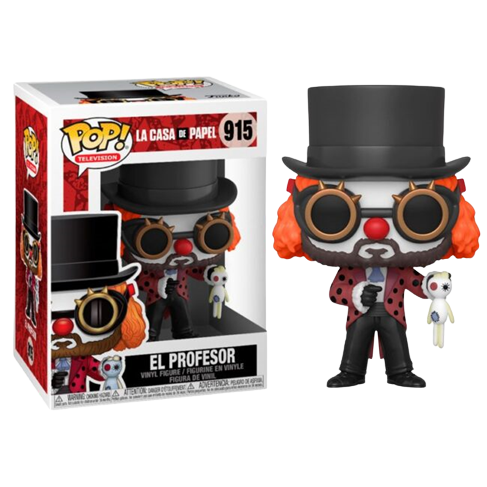 POP!
TELEVISION
LA CASA DE PAPEL
915
EL PROFESOR
VINYL FIGURE / FIGURINE EN VINYLE
FIGURA DE VINIL